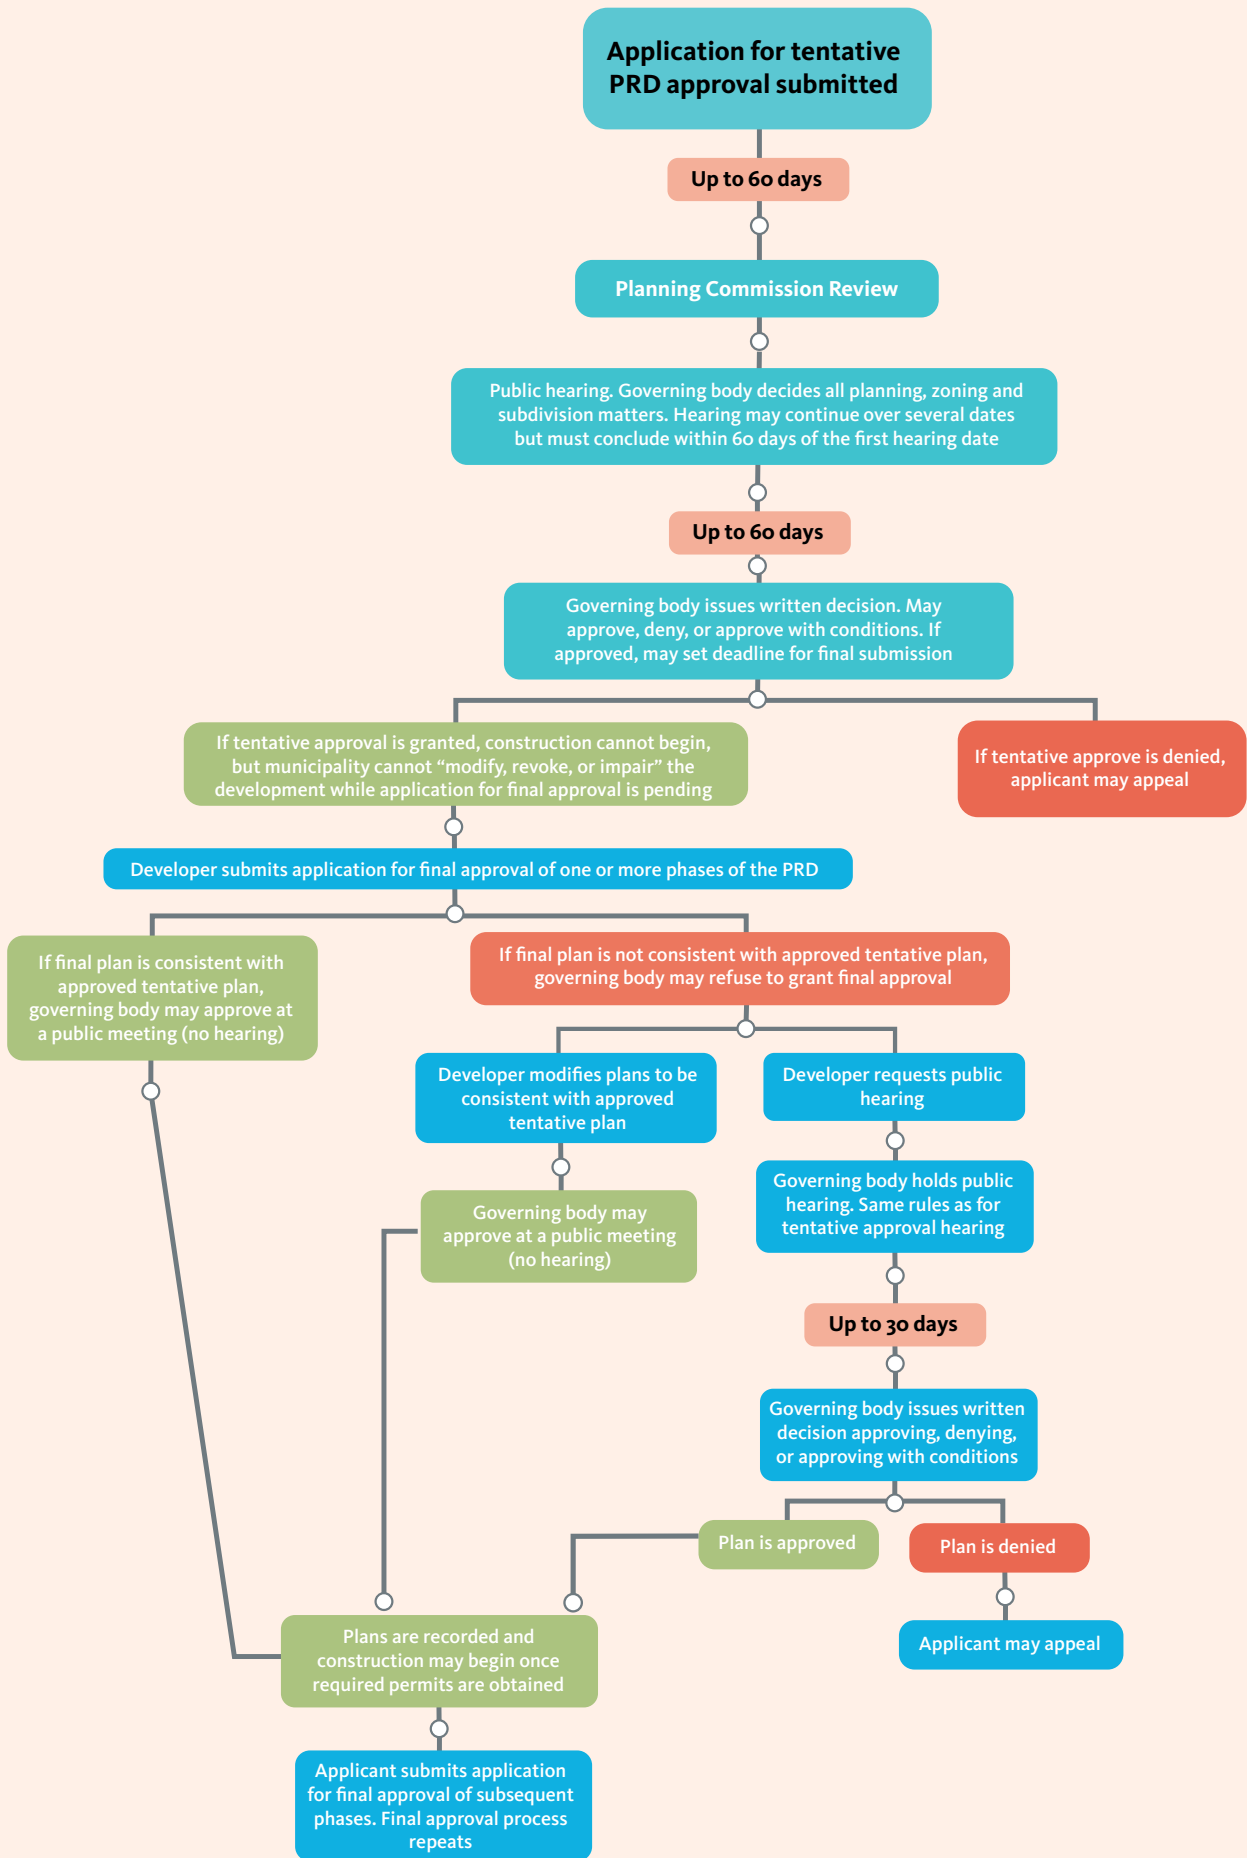 Application for tentative
PRD approval submitted
Up to 60 days
Planning Commission Review
Public hearing. Governing body decides all planning, zoning and
subdivision matters. Hearing may continue over several dates
but must conclude within 60 days of the first hearing date
Up to 60 days
Governing body issues written decision. May
approve, deny, or approve with conditions. If
approved, may set deadline for final submission
If tentative approval is granted, construction cannot begin,
but municipality cannot “modify, revoke, or impair” the
development while application for final approval is pending
If tentative approve is denied,
applicant may appeal
Developer submits application for final approval of one or more phases of the PRD
If final plan is consistent with
approved tentative plan,
governing body may approve at
a public meeting (no hearing)
If final plan is not consistent with approved tentative plan,
governing body may refuse to grant final approval
Developer modifies plans to be
consistent with approved
tentative plan
Developer requests public
hearing
Governing body may
approve at a public meeting
(no hearing)
Governing body holds public
hearing. Same rules as for
tentative approval hearing
Up to 30 days
Governing body issues written
decision approving, denying,
or approving with conditions
Plan is approved
Plan is denied
Applicant may appeal
Plans are recorded and
construction may begin once
required permits are obtained
Applicant submits application
for final approval of subsequent
phases. Final approval process
repeats